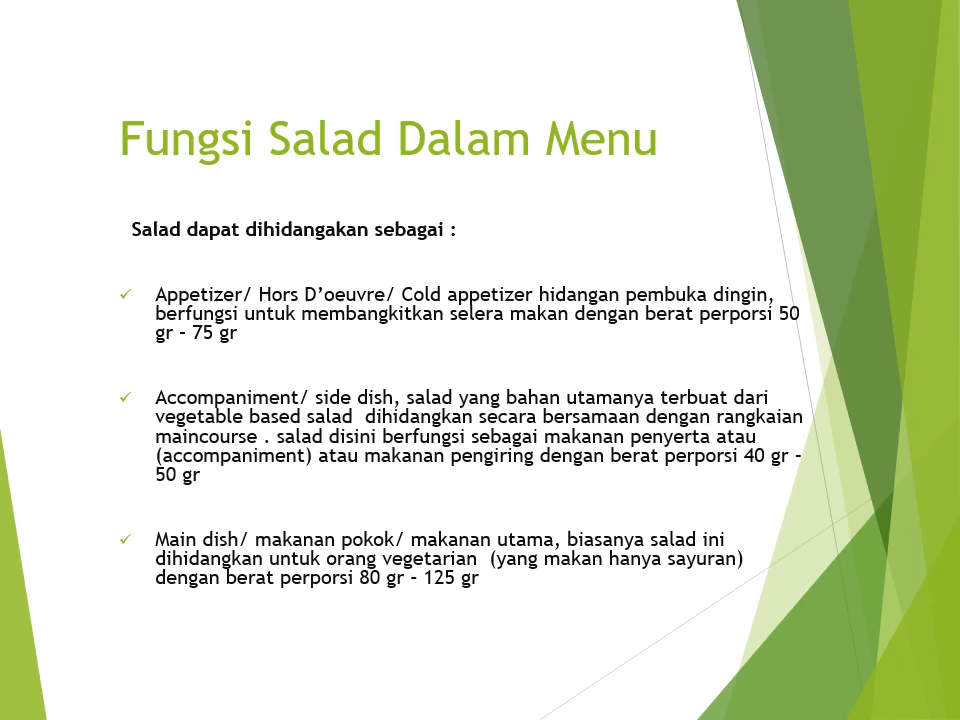 Fungsi Salad Dalam Menu
Salad dapat dihidangakan sebagai :
✓ Appetizer/ Hors D’oeuvre/ Cold appetizer hidangan pembuka dingin,
berfungsi untuk membangkitkan selera makan dengan berat perporsi 50
gr – 75 gr
✓ Accompaniment/ side dish, salad yang bahan utamanya terbuat dari
vegetable based salad  dihidangkan secara bersamaan dengan rangkaian
maincourse . salad disini berfungsi sebagai makanan penyerta atau
(accompaniment) atau makanan pengiring dengan berat perporsi 40 gr –
50 gr
✓ Main dish/ makanan pokok/ makanan utama, biasanya salad ini
dihidangkan untuk orang vegetarian  (yang makan hanya sayuran)
dengan berat perporsi 80 gr – 125 gr